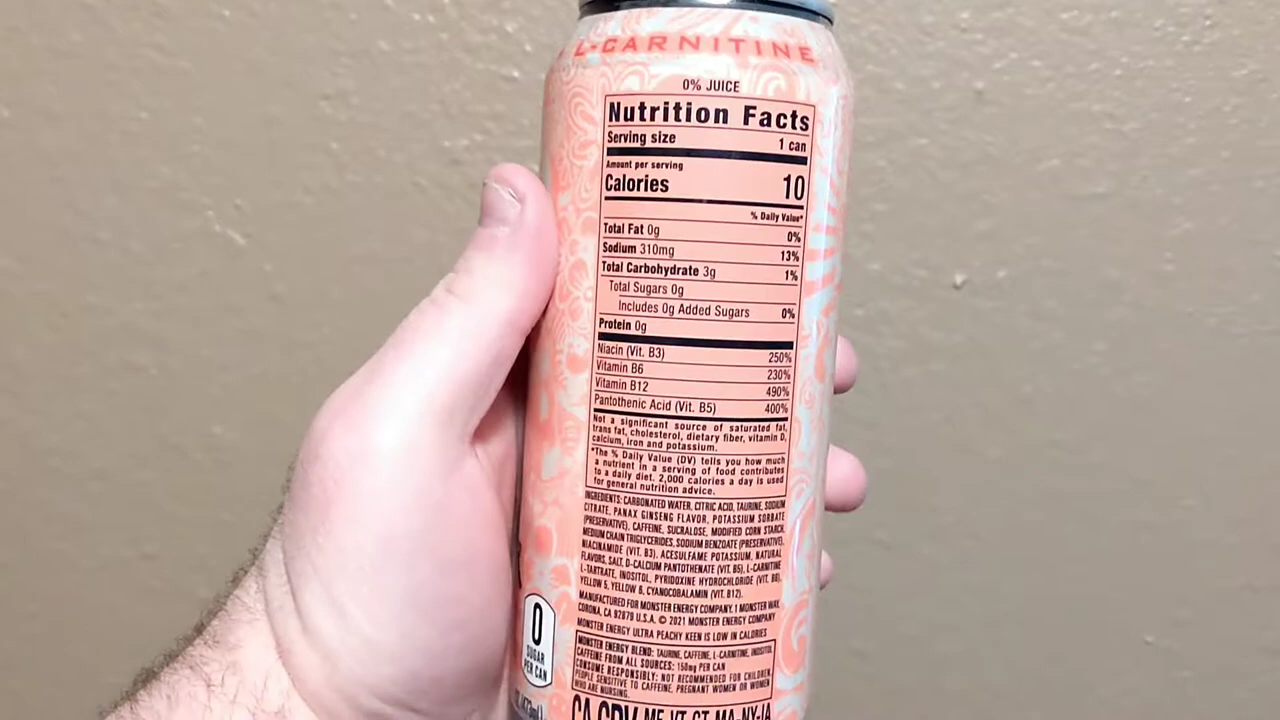 L-CARNITINE
0% JUICE
Nutrition Facts
Serving size 1 can
Amount per serving
Calories 10
% Daily Value*
Total Fat 0g 0%
Sodium 310mg 13%
Total Carbohydrate 3g 1%
Total Sugars 0g
Includes 0g Added Sugars 0%
Protein 0g
Niacin (Vit. B3) 250%
Vitamin B6 230%
Vitamin B12 490%
Pantothenic Acid (Vit. B5) 400%
Not a significant source of saturated fat,
trans fat, cholesterol, dietary fiber, vitamin D,
calcium, iron and potassium.
*The % Daily Value (DV) tells you how much
a nutrient in a serving of food contributes
to a daily diet. 2,000 calories a day is used
for general nutrition advice.
INGREDIENTS: CARBONATED WATER, CITRIC ACID, TAURINE, SODIUM
CITRATE, PANAX GINSENG FLAVOR, POTASSIUM SORBATE
(PRESERVATIVE), CAFFEINE, SUCRALOSE, MODIFIED CORN STARCH,
MEDIUM CHAIN TRIGLYCERIDES, SODIUM BENZOATE (PRESERVATIVE),
NIACINAMIDE (VIT. B3), ACESULFAME POTASSIUM, NATURAL
FLAVORS, SALT, D-CALCIUM PANTOTHENATE (VIT. B5), L-CARNITINE
L-TARTRATE, INOSITOL, PYRIDOXINE HYDROCHLORIDE (VIT. B6),
YELLOW 5, YELLOW 6, CYANOCOBALAMIN (VIT. B12).
MANUFACTURED FOR MONSTER ENERGY COMPANY, 1 MONSTER WAY,
CORONA, CA 92879 U.S.A. © 2021 MONSTER ENERGY COMPANY
MONSTER ENERGY ULTRA PEACHY KEEN IS LOW IN CALORIES
MONSTER ENERGY BLEND: TAURINE, CAFFEINE, L-CARNITINE, INOSITOL
CAFFEINE FROM ALL SOURCES: 150mg PER CAN
CONSUME RESPONSIBLY: NOT RECOMMENDED FOR CHILDREN,
PEOPLE SENSITIVE TO CAFFEINE, PREGNANT WOMEN OR WOMEN
WHO ARE NURSING.
0
SUGAR
PER CAN
CA CRV ME-VT-CT-MA-NY-IA